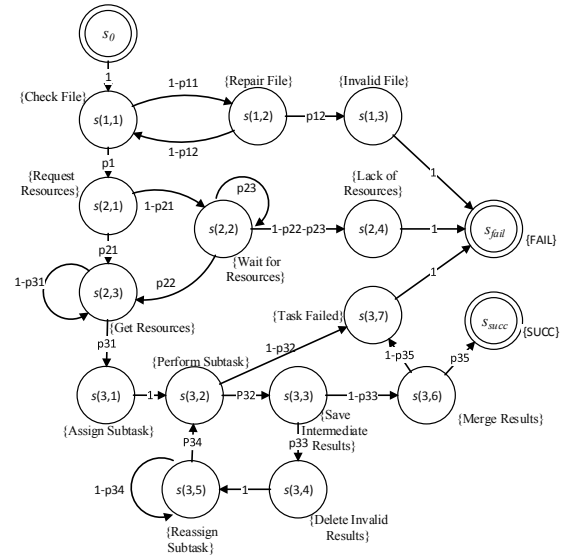 s0
1
{Check File}
1-p11
{Repair File}
{Invalid File}
s(1,1)
s(1,2)
p12
s(1,3)
1-p12
p1
1
{Request
Resources}
{Lack of
Resources}
s(2,1)
1-p21
p23
s(2,2)
1-p22-p23
s(2,4)
1
sfail
{FAIL}
p21
1-p31
s(2,3)
p22
{Wait for
Resources}
1
{Get Resources}
{Task Failed}
s(3,7)
ssucc
{SUCC}
p31
{Perform Subtask}
1-p32
1-p35
p35
s(3,1)
1
s(3,2)
P32
s(3,3)
1-p33
s(3,6)
{Assign Subtask}
{Save
Intermediate
Results}
{Merge Results}
P34
p33
1-p34
s(3,5)
1
s(3,4)
{Reassign
Subtask}
{Delete Invalid
Results}